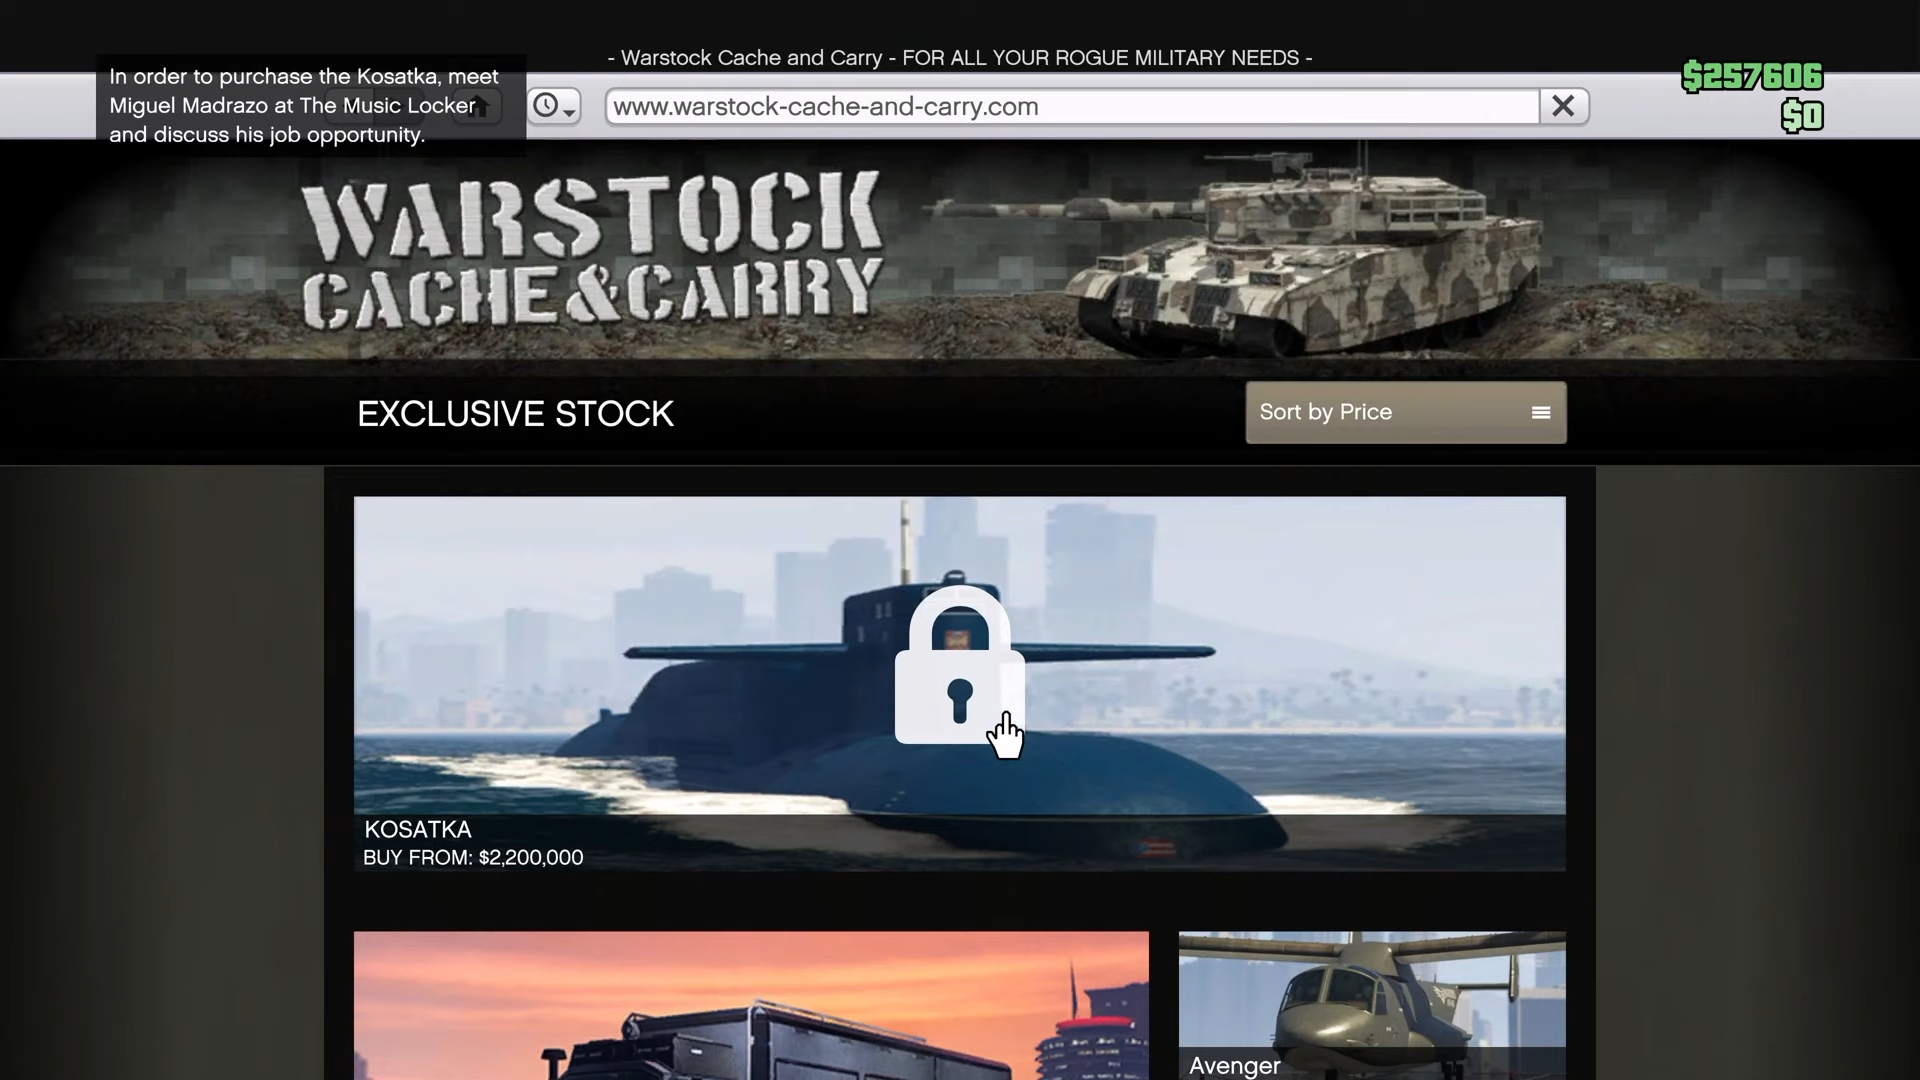 - Warstock Cache and Carry - FOR ALL YOUR ROGUE MILITARY NEEDS -
In order to purchase the Kosatka, meet
Miguel Madrazo at The Music Locker
and discuss his job opportunity.
www.warstock-cache-and-carry.com
$257606
$0
WARSTOCK
CACHE & CARRY
EXCLUSIVE STOCK
Sort by Price
KOSATKA
BUY FROM: $2,200,000
Avenger